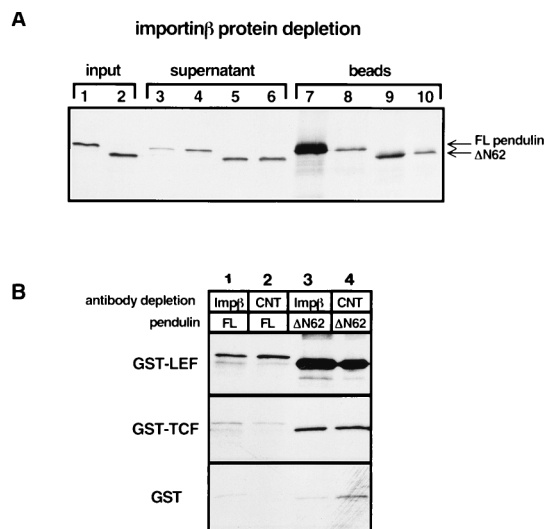 A
importinβ protein depletion
input supernatant beads
1 2 3 4 5 6 7 8 9 10
FL pendulin
ΔN62
B
1 2 3 4
antibody depletion Impβ CNT Impβ CNT
pendulin FL FL ΔN62 ΔN62
GST-LEF
GST-TCF
GST